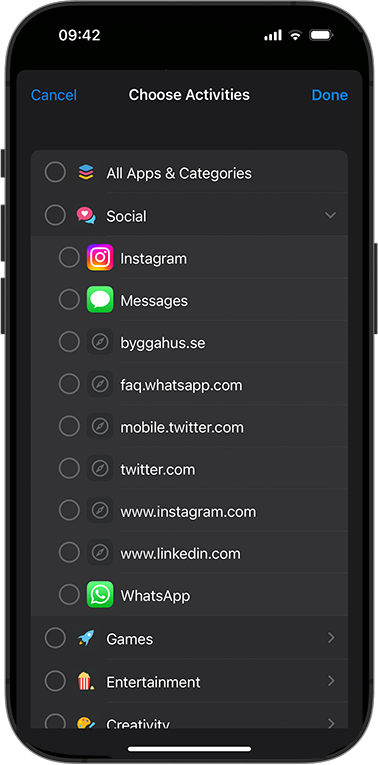 09:42
Cancel Choose Activities Done
All Apps & Categories
Social
Instagram
Messages
byggahus.se
faq.whatsapp.com
mobile.twitter.com
twitter.com
www.instagram.com
www.linkedin.com
WhatsApp
Games
Entertainment
Creativity